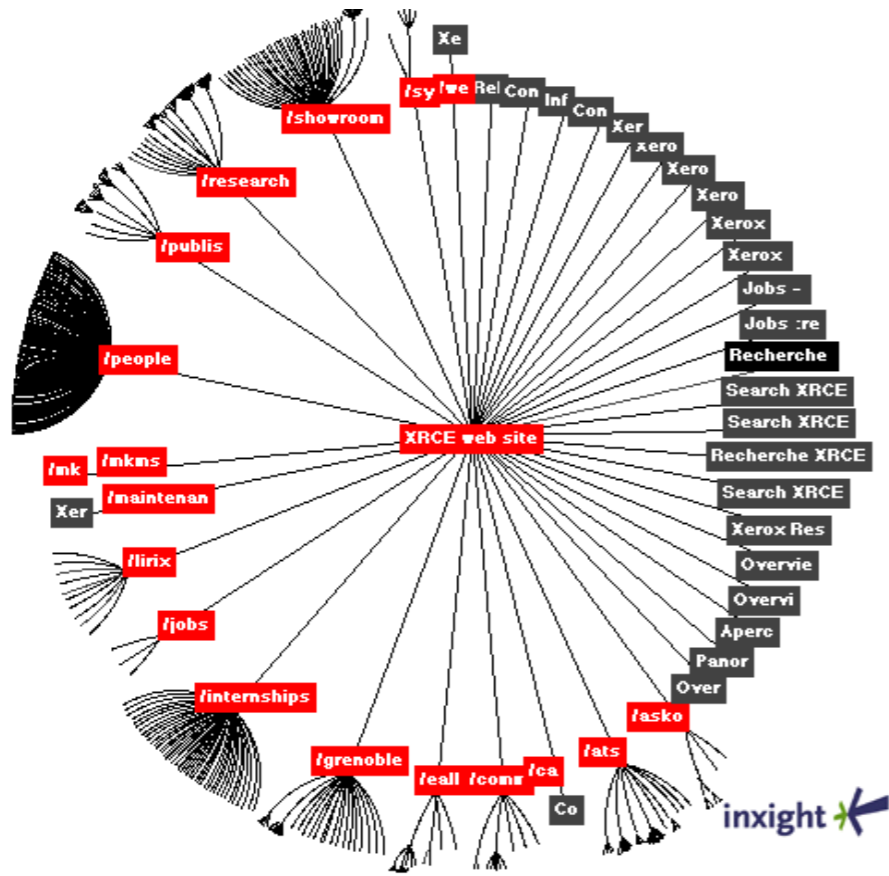 Xe
/sy
/we
Rel
Con
Inf
Con
/showroom
Xer
Xero
Xero
/research
Xero
Xerox
/publis
Xerox
Jobs -
Jobs :re
/people
Recherche
Search XRCE
Search XRCE
XRCE web site
Recherche XRCE
/mk
/mkms
Search XRCE
/maintenan
Xer
Xerox Res
/lirix
Overvie
Overvi
/jobs
Aperc
Panor
Over
/internships
/asko
/grenoble
/ats
/eall
/comm
/ca
Co
inxight